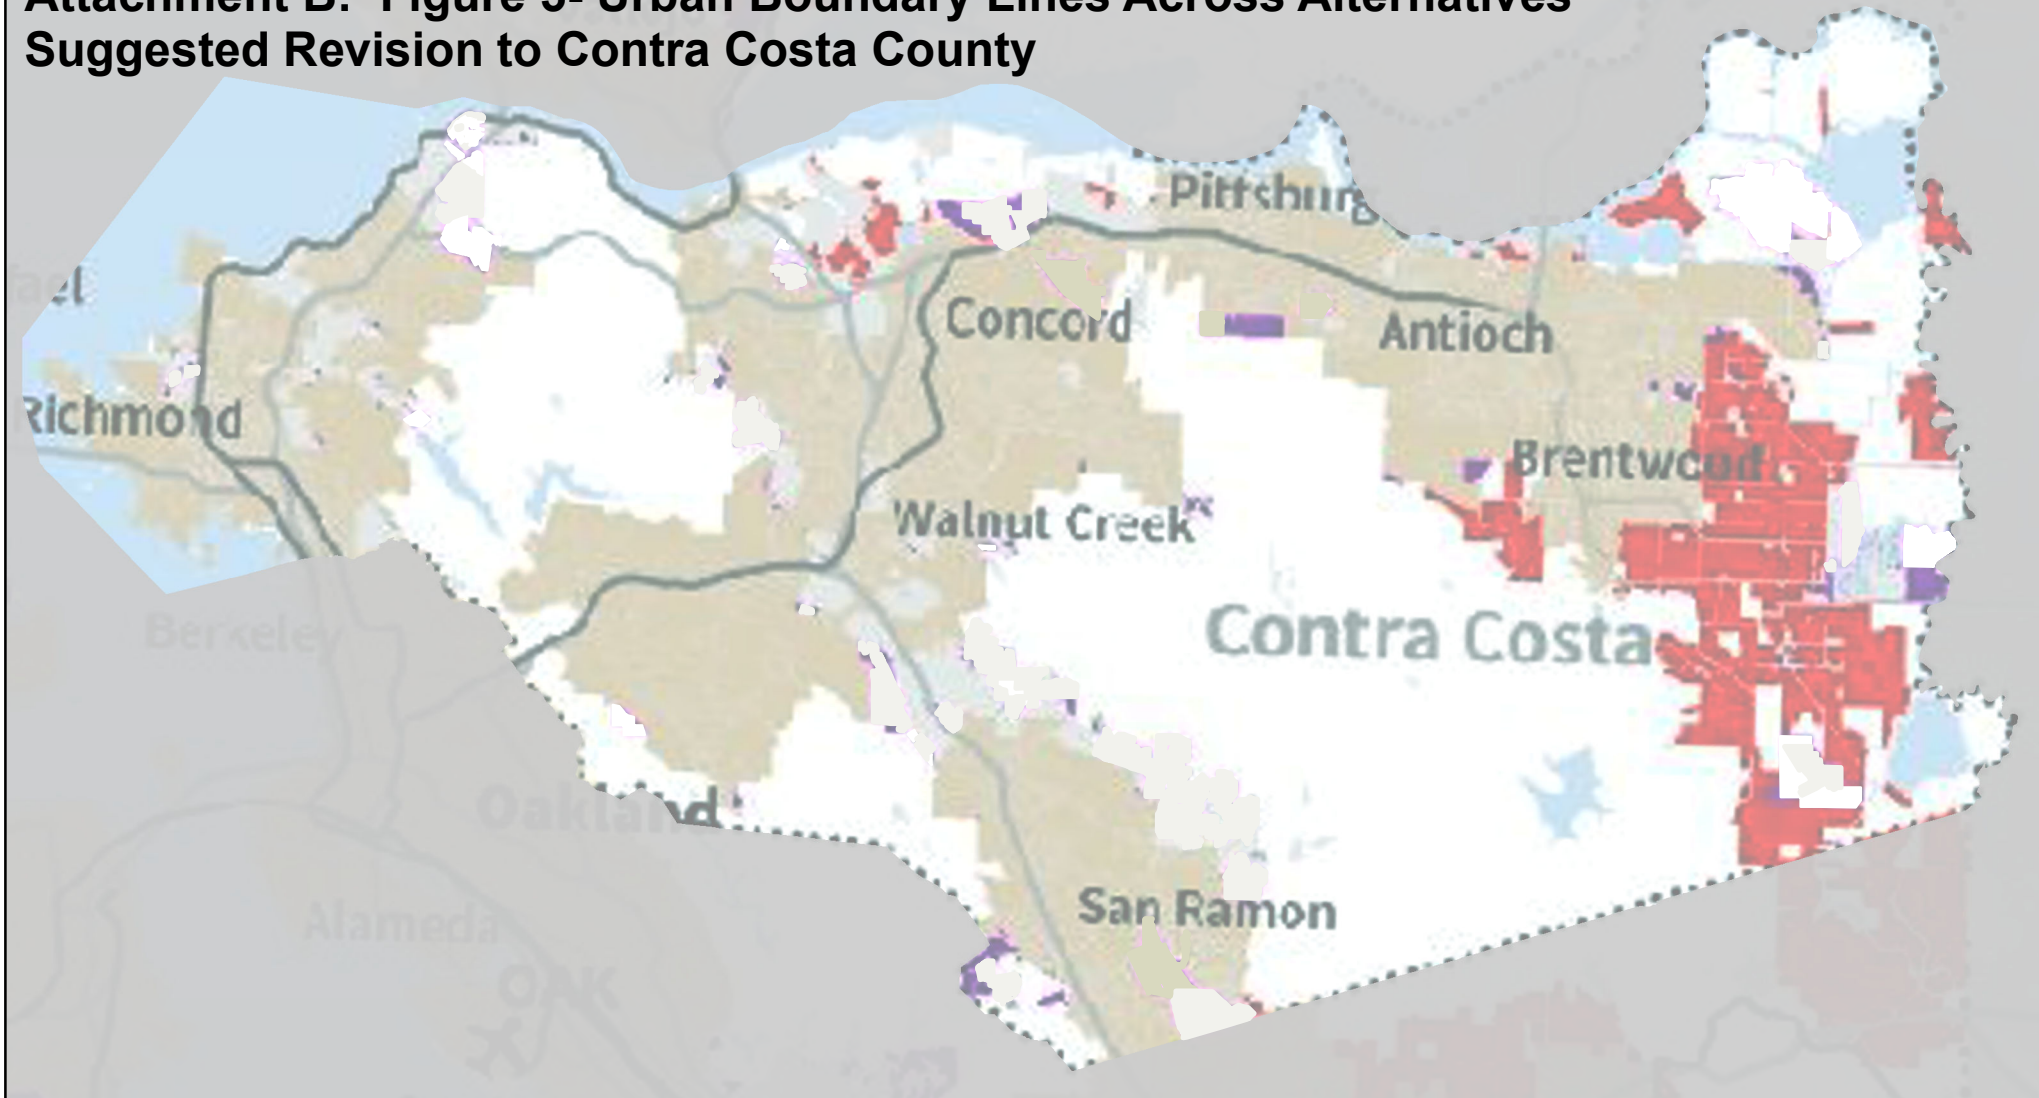 Attachment B: Figure 3- Urban Boundary Lines Across Alternatives
Suggested Revision to Contra Costa County
Pittsburg
Concord
Antioch
Richmond
Brentwood
Walnut Creek
Contra Costa
Berkeley
Oakland
San Ramon
Alameda
OAK